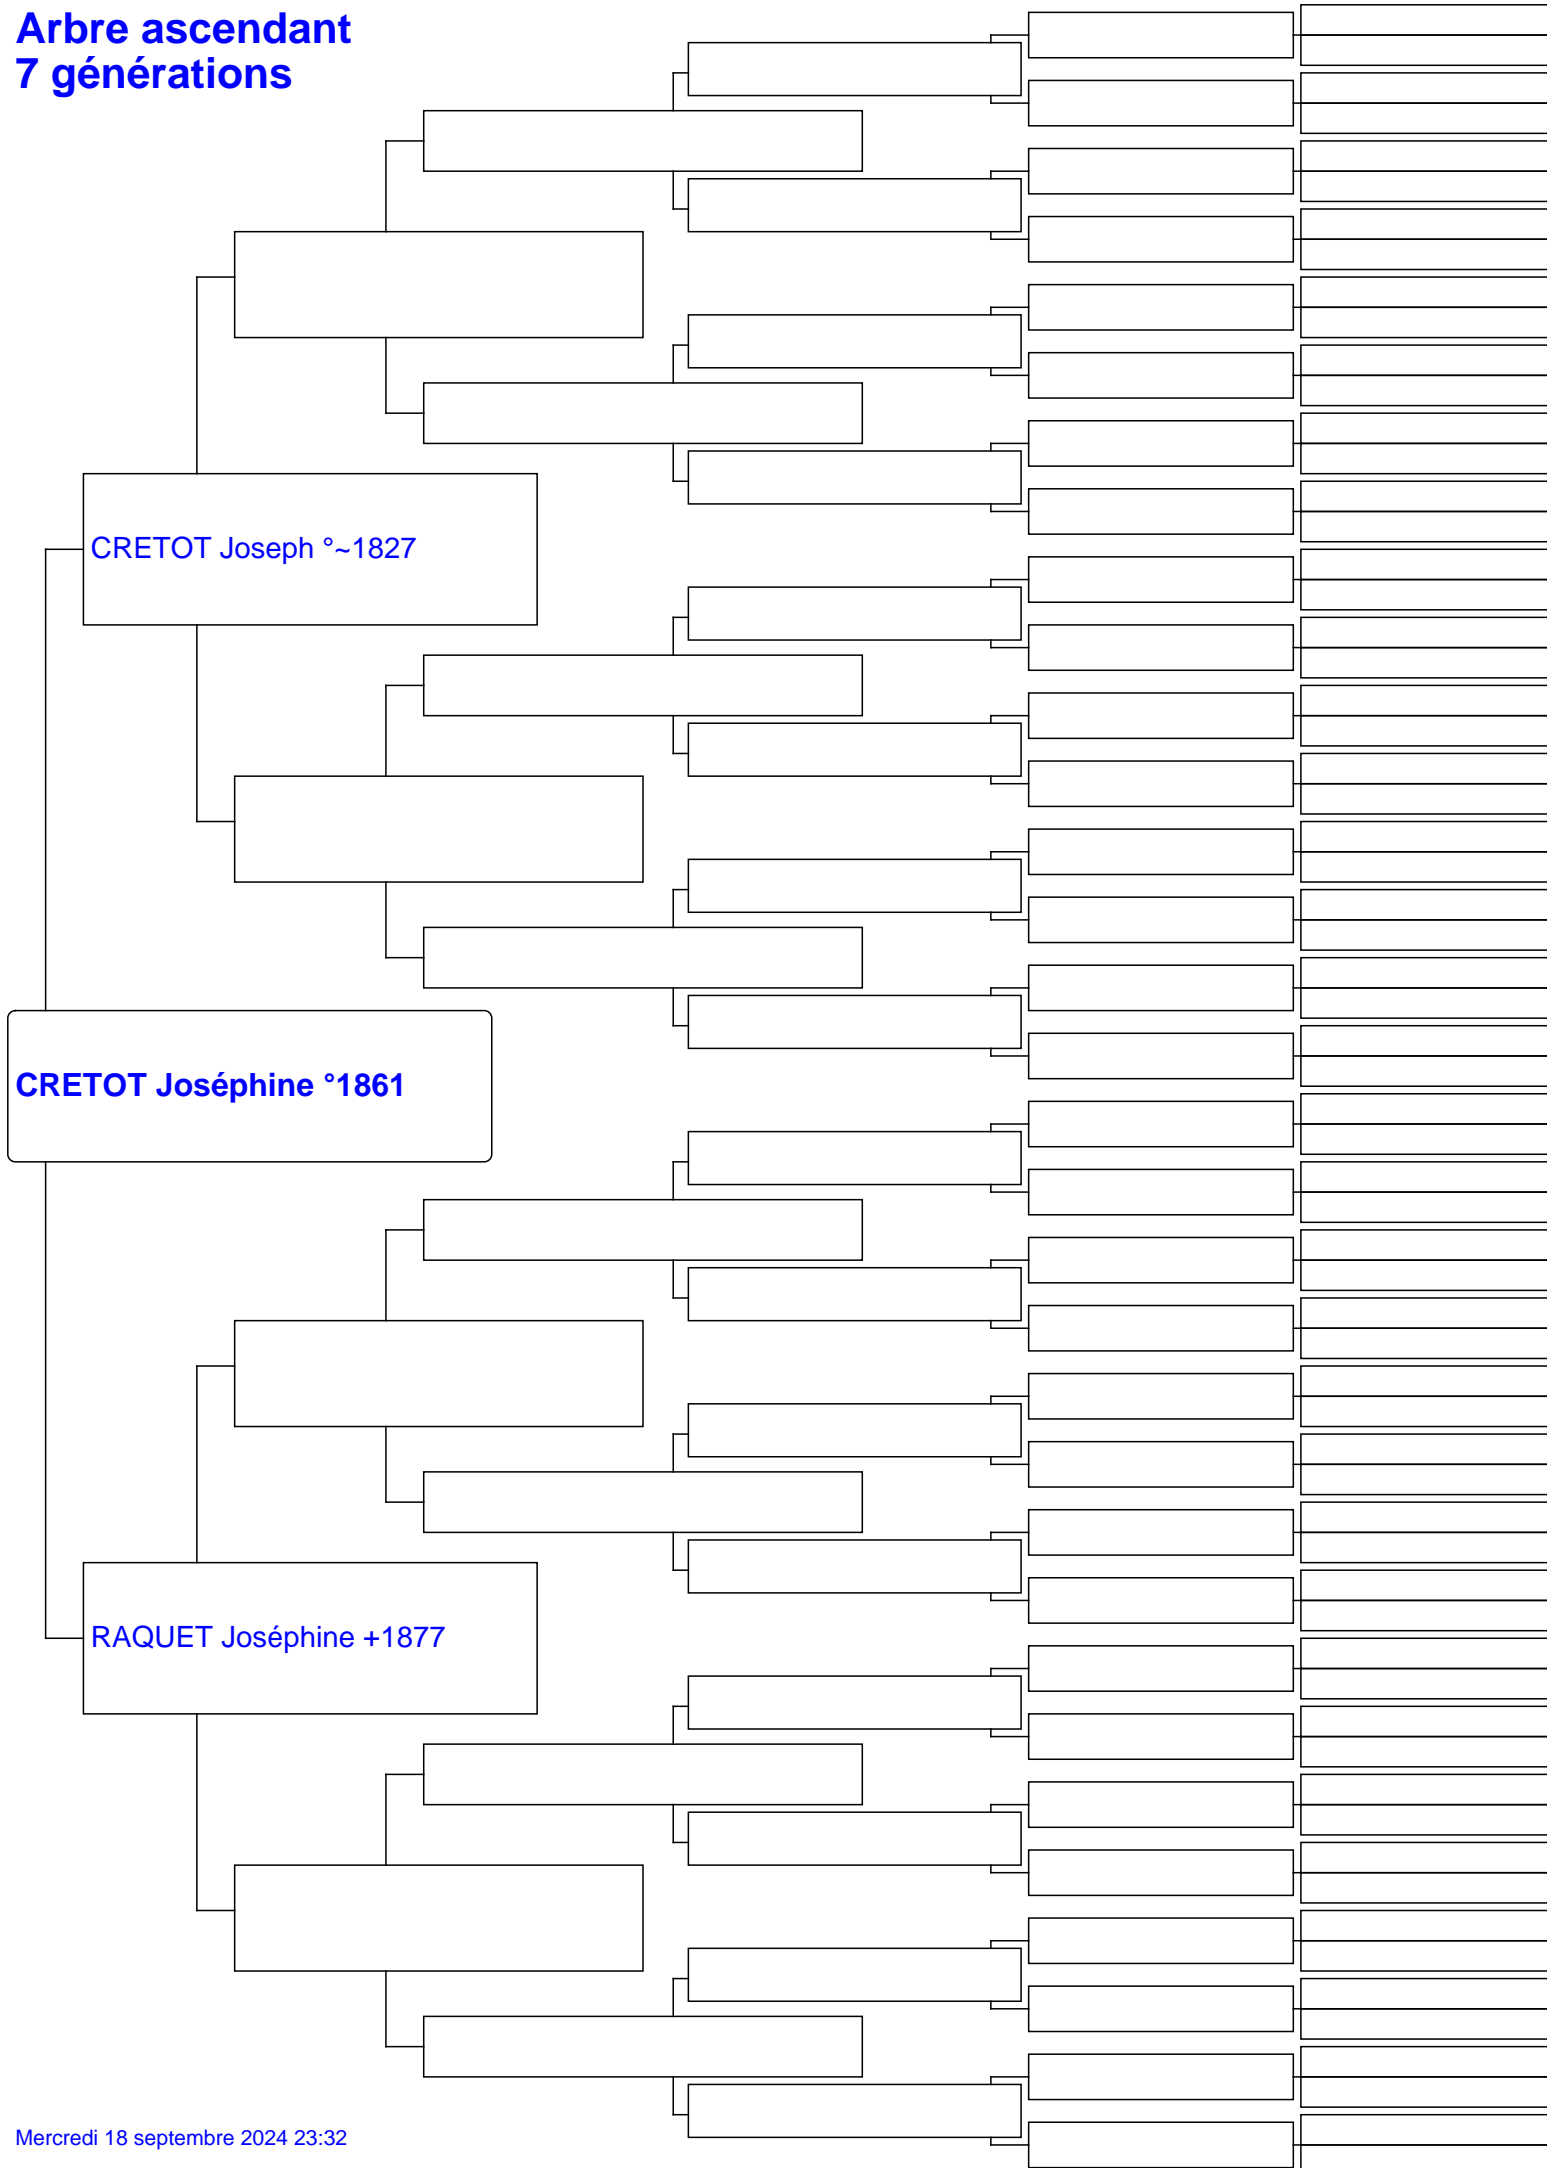 Arbre ascendant
7 générations
CRETOT Joseph °~1827
CRETOT Joséphine °1861
RAQUET Joséphine +1877
Mercredi 18 septembre 2024 23:32